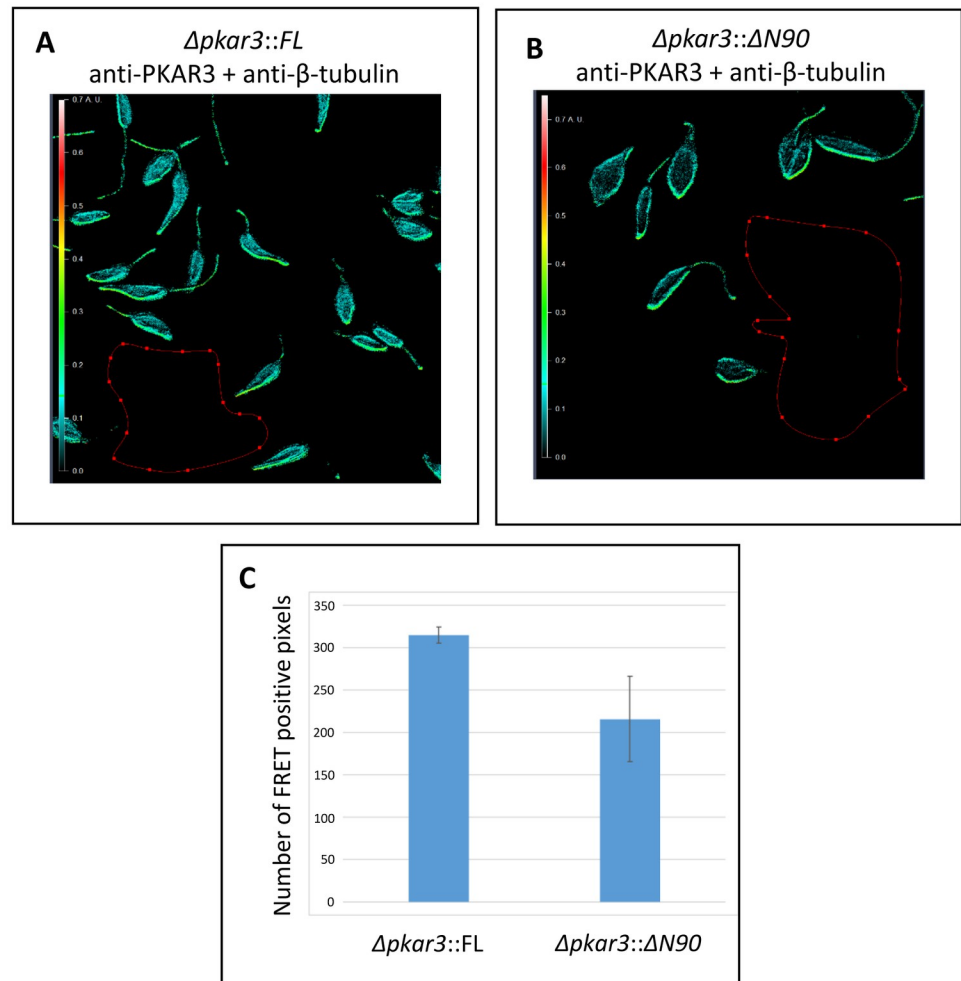 A
Δpkar3::FL
anti-PKAR3 + anti-β-tubulin
0.7 A. U.
0.6
0.5
0.4
0.3
0.2
0.1
0.0
B
Δpkar3::ΔN90
anti-PKAR3 + anti-β-tubulin
0.7 A. U.
0.6
0.5
0.4
0.3
0.2
0.1
0.0
C
Number of FRET positive pixels
350
300
250
200
150
100
50
0
Δpkar3::FL
Δpkar3::ΔN90